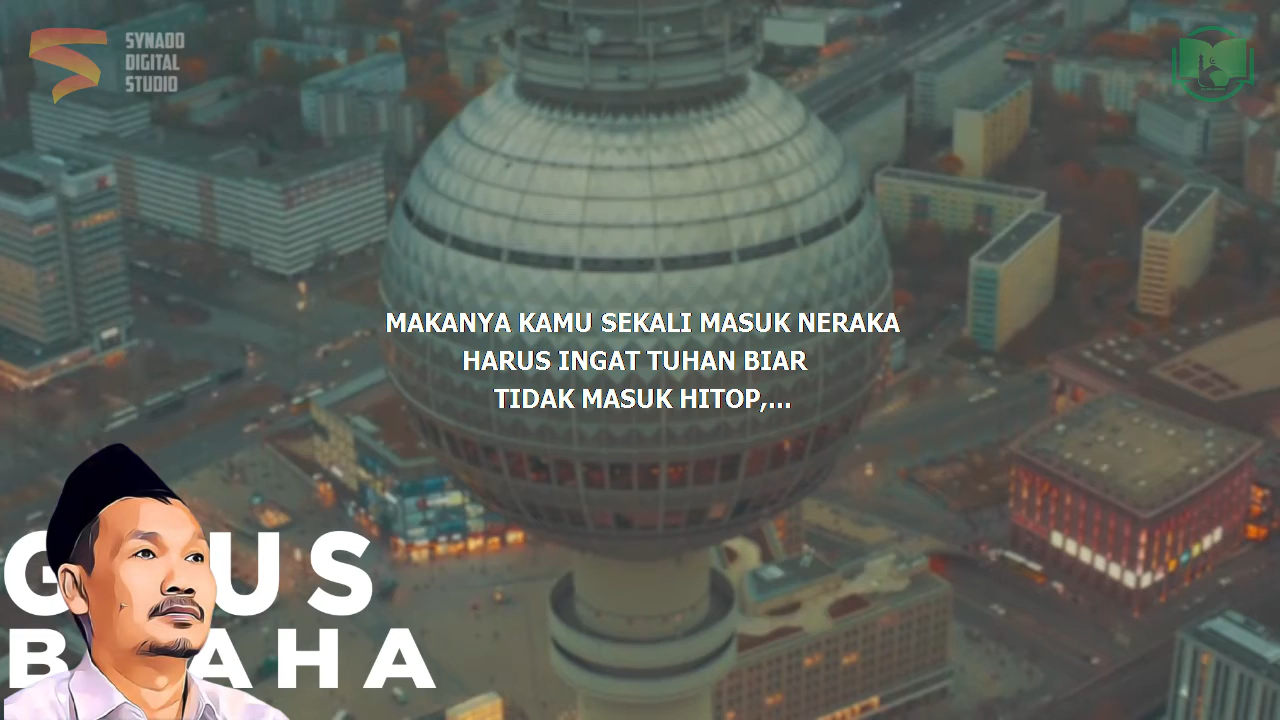 SYNADO
DIGITAL
STUDIO
MAKANYA KAMU SEKALI MASUK NERAKA
HARUS INGAT TUHAN BIAR
TIDAK MASUK HITOP,...
GUS
BAHA